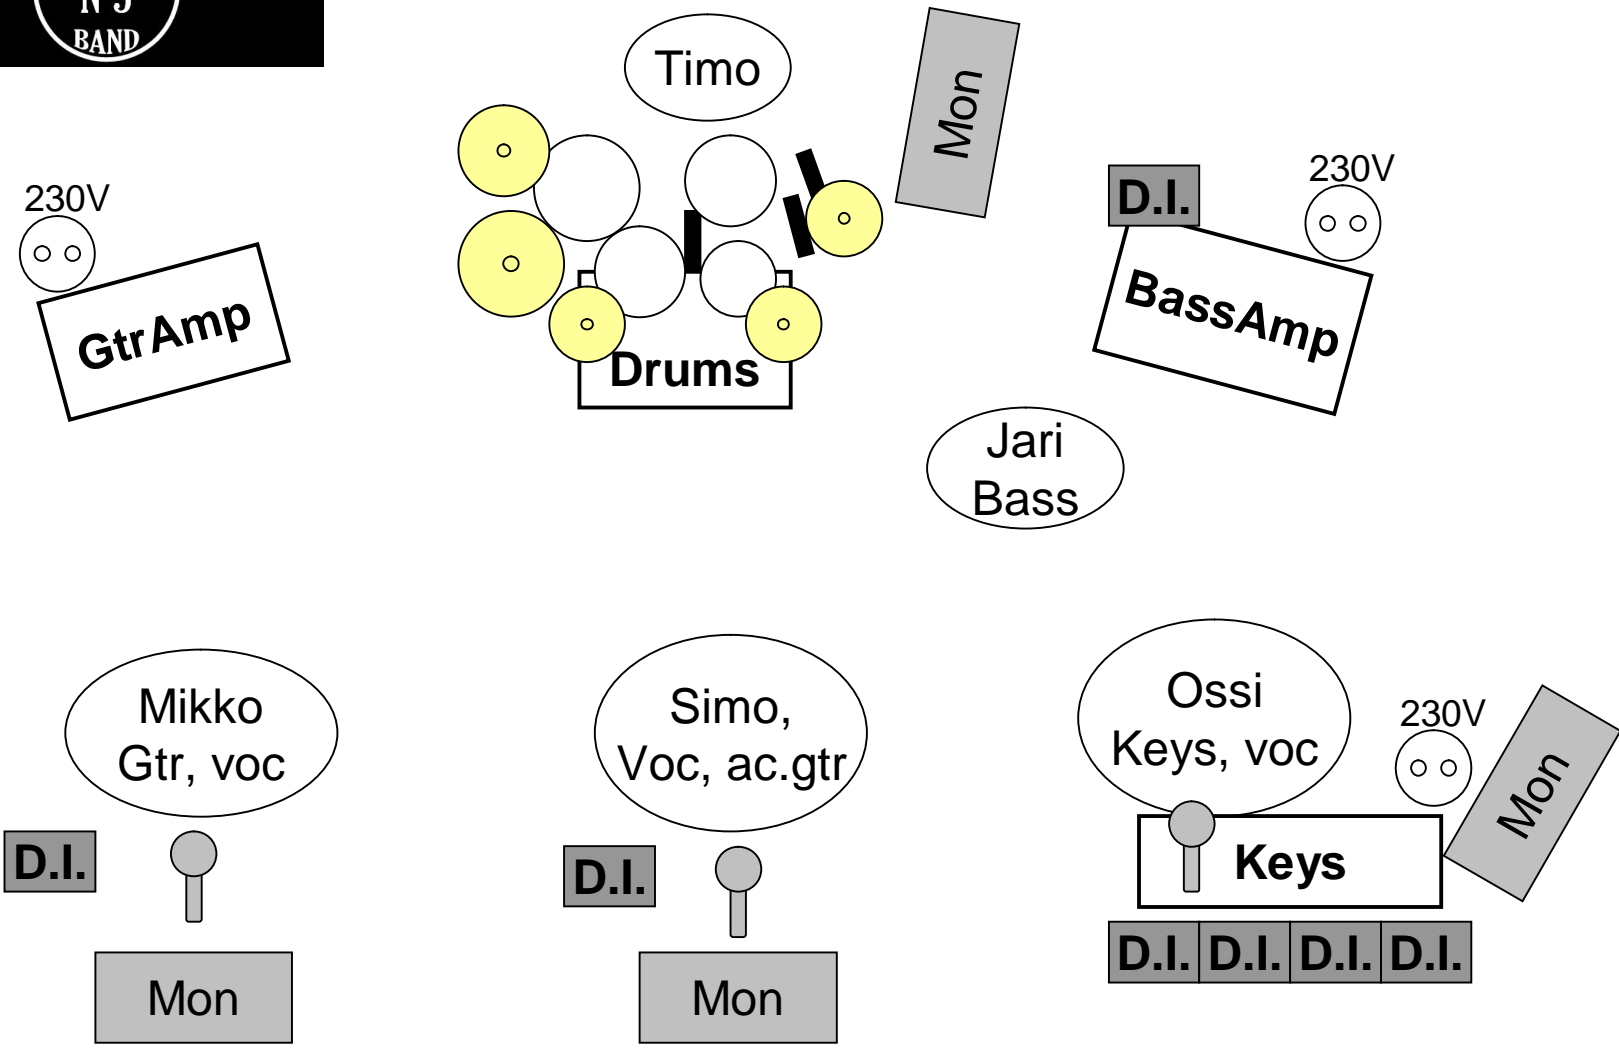 BAND
Timo
Mon
230V
D.I.
230V
GtrAmp
BassAmp
Drums
Jari
Bass
Mikko
Gtr, voc
Simo,
Voc, ac.gtr
Ossi
Keys, voc
230V
Mon
D.I.
D.I.
Keys
D.I. D.I. D.I. D.I.
Mon
Mon